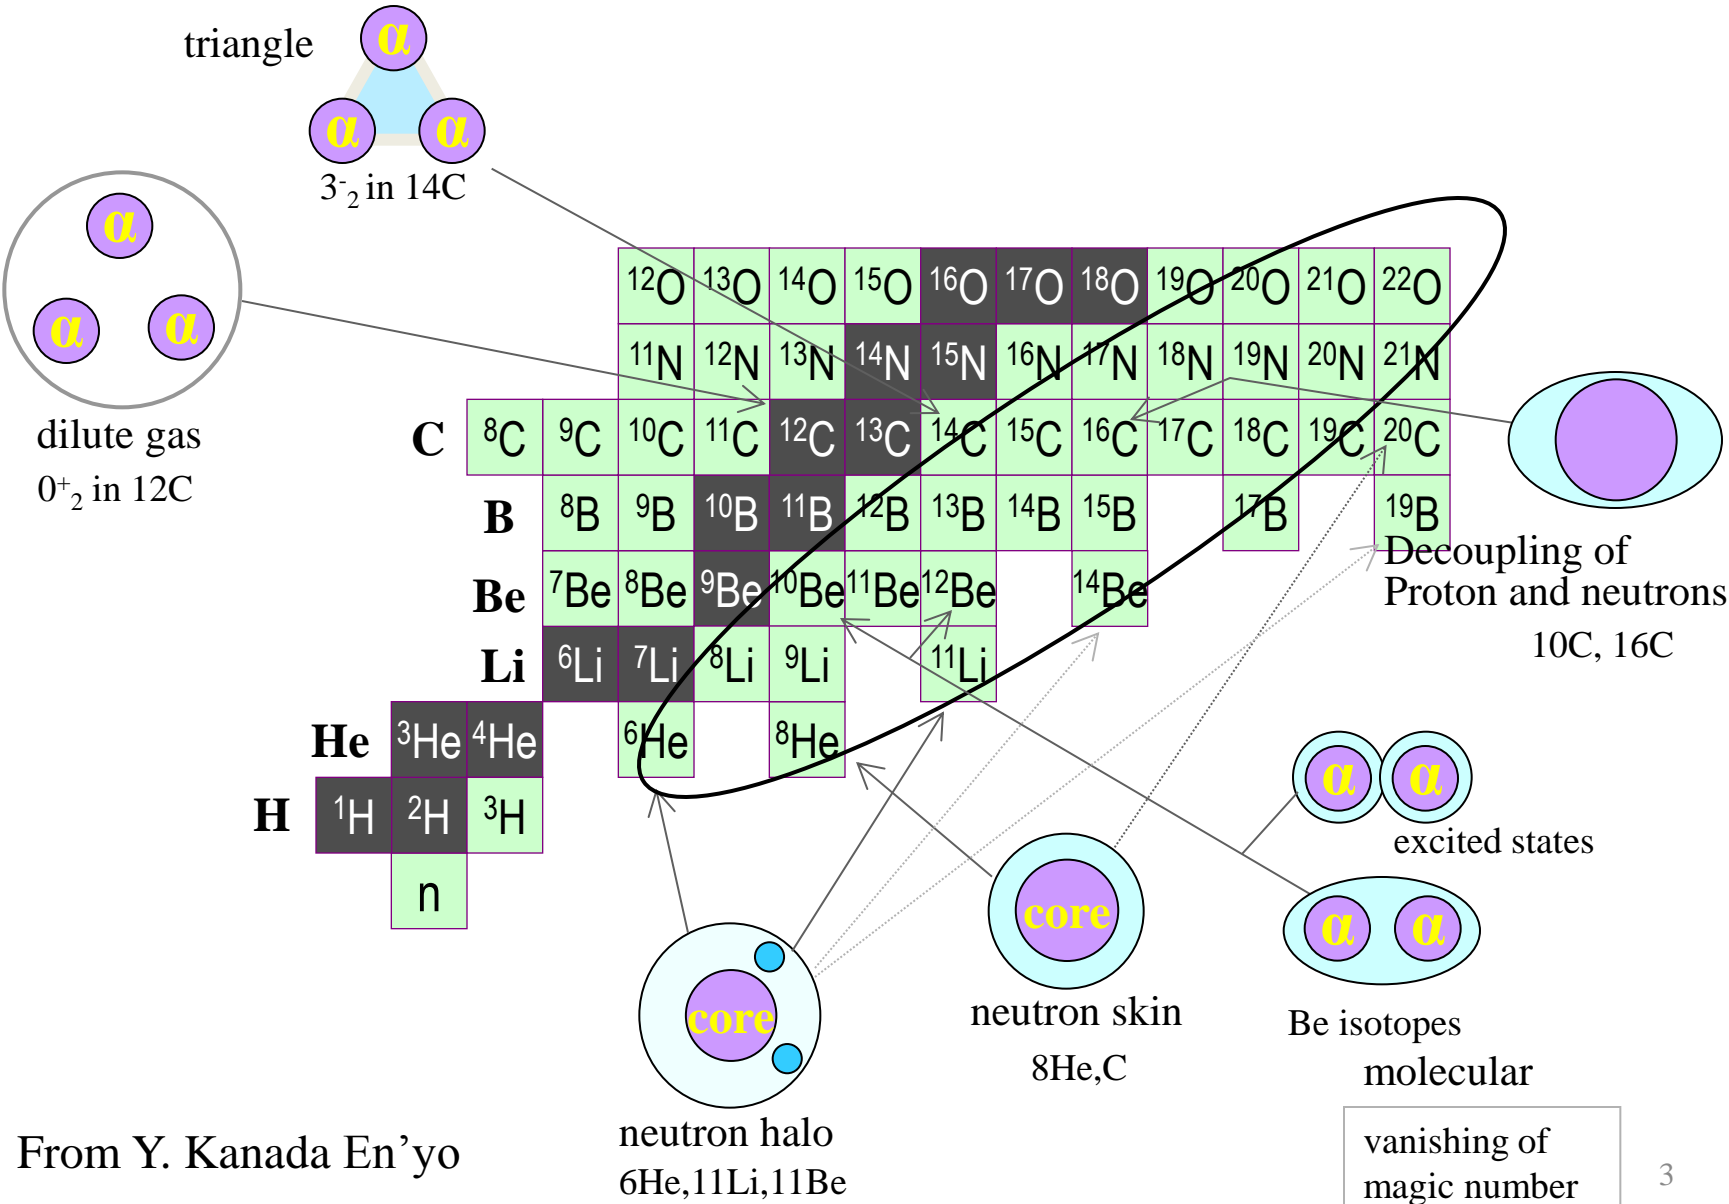 triangle
α
α α
3⁻₂ in 14C
α
α α
dilute gas
0⁺₂ in 12C
¹²O ¹³O ¹⁴O ¹⁵O ¹⁶O ¹⁷O ¹⁸O ¹⁹O ²⁰O ²¹O ²²O
¹¹N ¹²N ¹³N ¹⁴N ¹⁵N ¹⁶N ¹⁷N ¹⁸N ¹⁹N ²⁰N ²¹N
C ⁸C ⁹C ¹⁰C ¹¹C ¹²C ¹³C ¹⁴C ¹⁵C ¹⁶C ¹⁷C ¹⁸C ¹⁹C ²⁰C
B ⁸B ⁹B ¹⁰B ¹¹B ¹²B ¹³B ¹⁴B ¹⁵B ¹⁷B ¹⁹B
Be ⁷Be ⁸Be ⁹Be ¹⁰Be ¹¹Be ¹²Be ¹⁴Be
Li ⁶Li ⁷Li ⁸Li ⁹Li ¹¹Li
He ³He ⁴He ⁶He ⁸He
H ¹H ²H ³H
n
Decoupling of
Proton and neutrons
10C, 16C
α α
excited states
α α
Be isotopes
molecular
vanishing of
magic number
core
neutron skin
8He,C
core
neutron halo
6He,11Li,11Be
From Y. Kanada En’yo
3